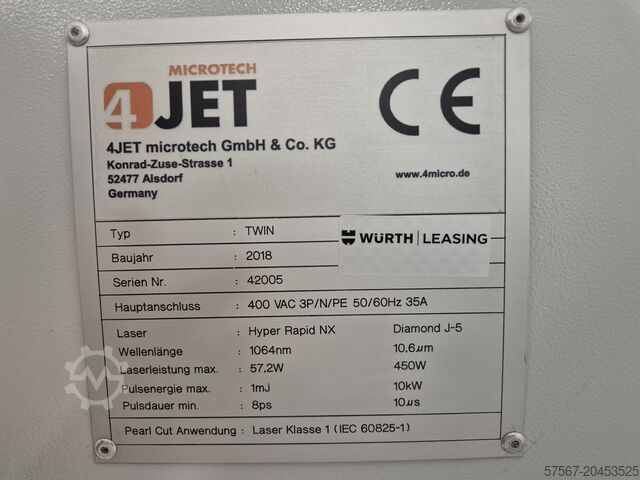 MICROTECH
4JET
4JET microtech GmbH & Co. KG
Konrad-Zuse-Strasse 1
52477 Alsdorf
Germany
CE
www.4micro.de
Typ : TWIN
WÜRTH LEASING
Baujahr : 2018
Serien Nr. : 42005
Hauptanschluss : 400 VAC 3P/N/PE 50/60Hz 35A
Laser : Hyper Rapid NX Diamond J-5
Wellenlänge : 1064nm 10,6µm
Laserleistung max. : 57,2W 450W
Pulsenergie max. : 1mJ 10kW
Pulsdauer min. : 8ps 10µs
Pearl Cut Anwendung : Laser Klasse 1 (IEC 60825-1)
57567-20453525